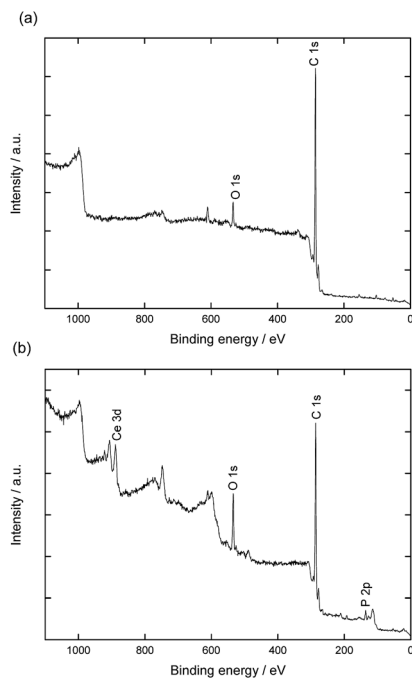 (a)
C 1s
O 1s
Intensity / a.u.
1000 800 600 400 200 0
Binding energy / eV
(b)
C 1s
Ce 3d
O 1s
P 2p
Intensity / a.u.
1000 800 600 400 200 0
Binding energy / eV